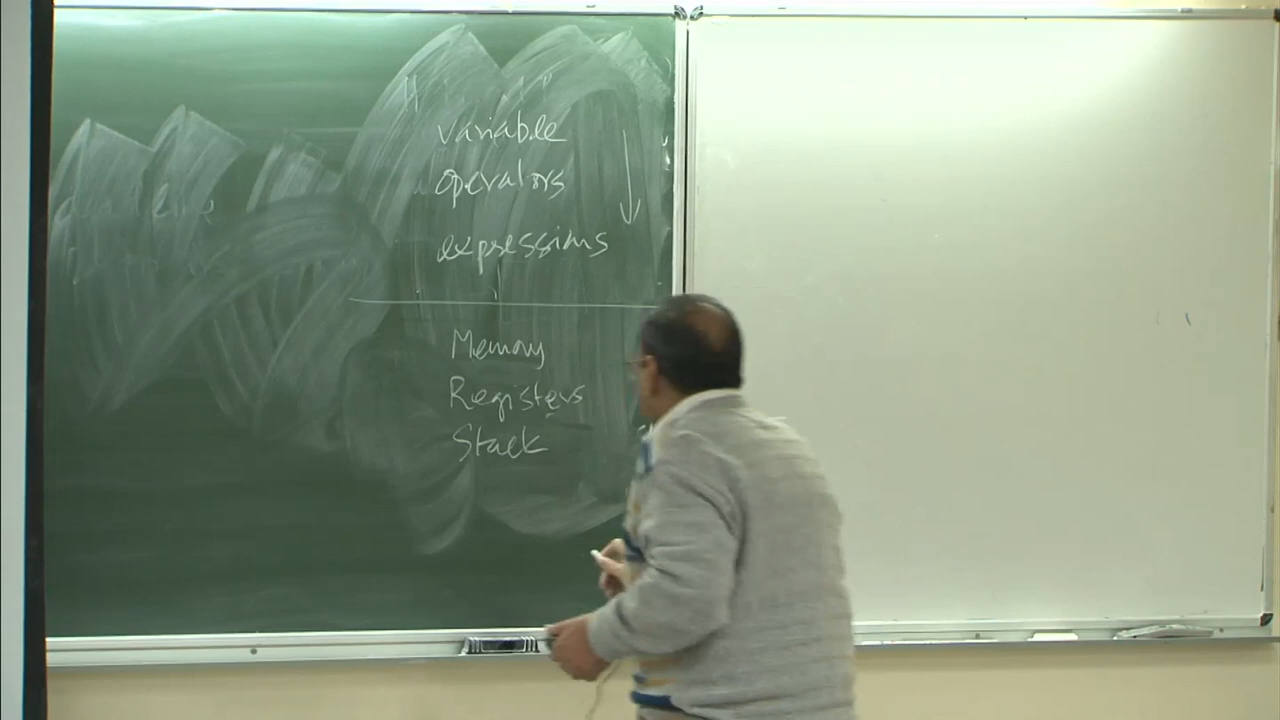 variable
operators
expressions
Memory
Registers
Stack